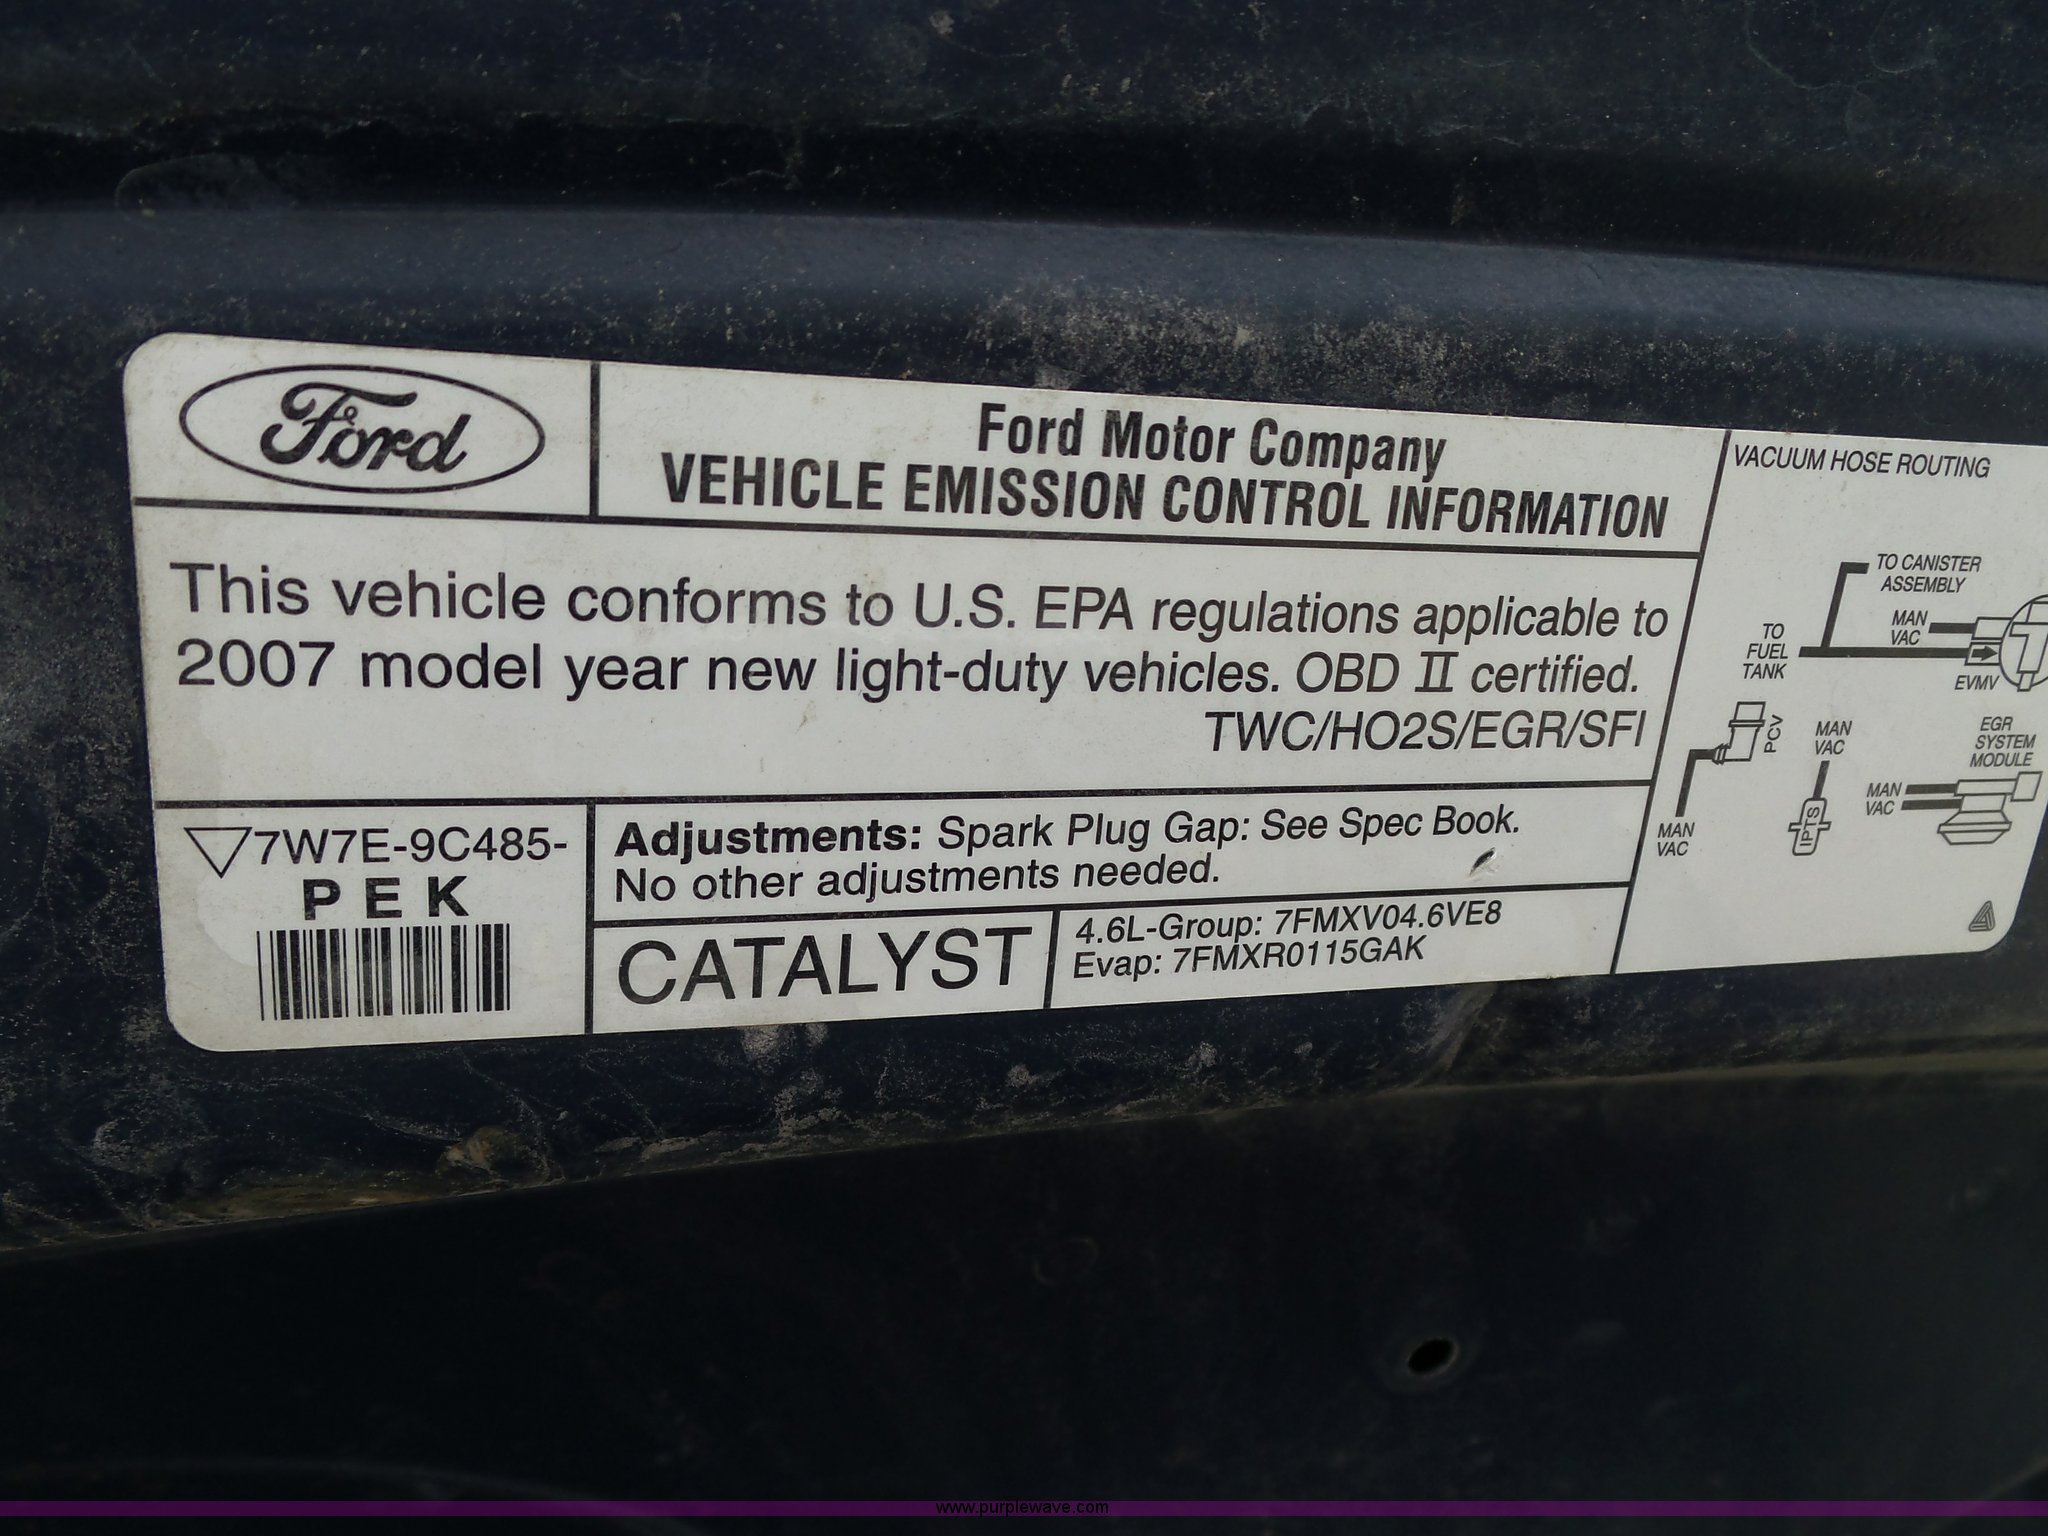 Ford
Ford Motor Company
VEHICLE EMISSION CONTROL INFORMATION
This vehicle conforms to U.S. EPA regulations applicable to
2007 model year new light-duty vehicles. OBD II certified.
TWC/HO2S/EGR/SFI
7W7E-9C485-
PEK
Adjustments: Spark Plug Gap: See Spec Book.
No other adjustments needed.
CATALYST
4.6L-Group: 7FMXV04.6VE8
Evap: 7FMXR0115GAK
VACUUM HOSE ROUTING
TO CANISTER
ASSEMBLY
MAN
VAC
TO
FUEL
TANK
EVMV
PCV
MAN
VAC
EGR
SYSTEM
MODULE
MAN
VAC
IPTS
MAN
VAC
www.purplewave.com